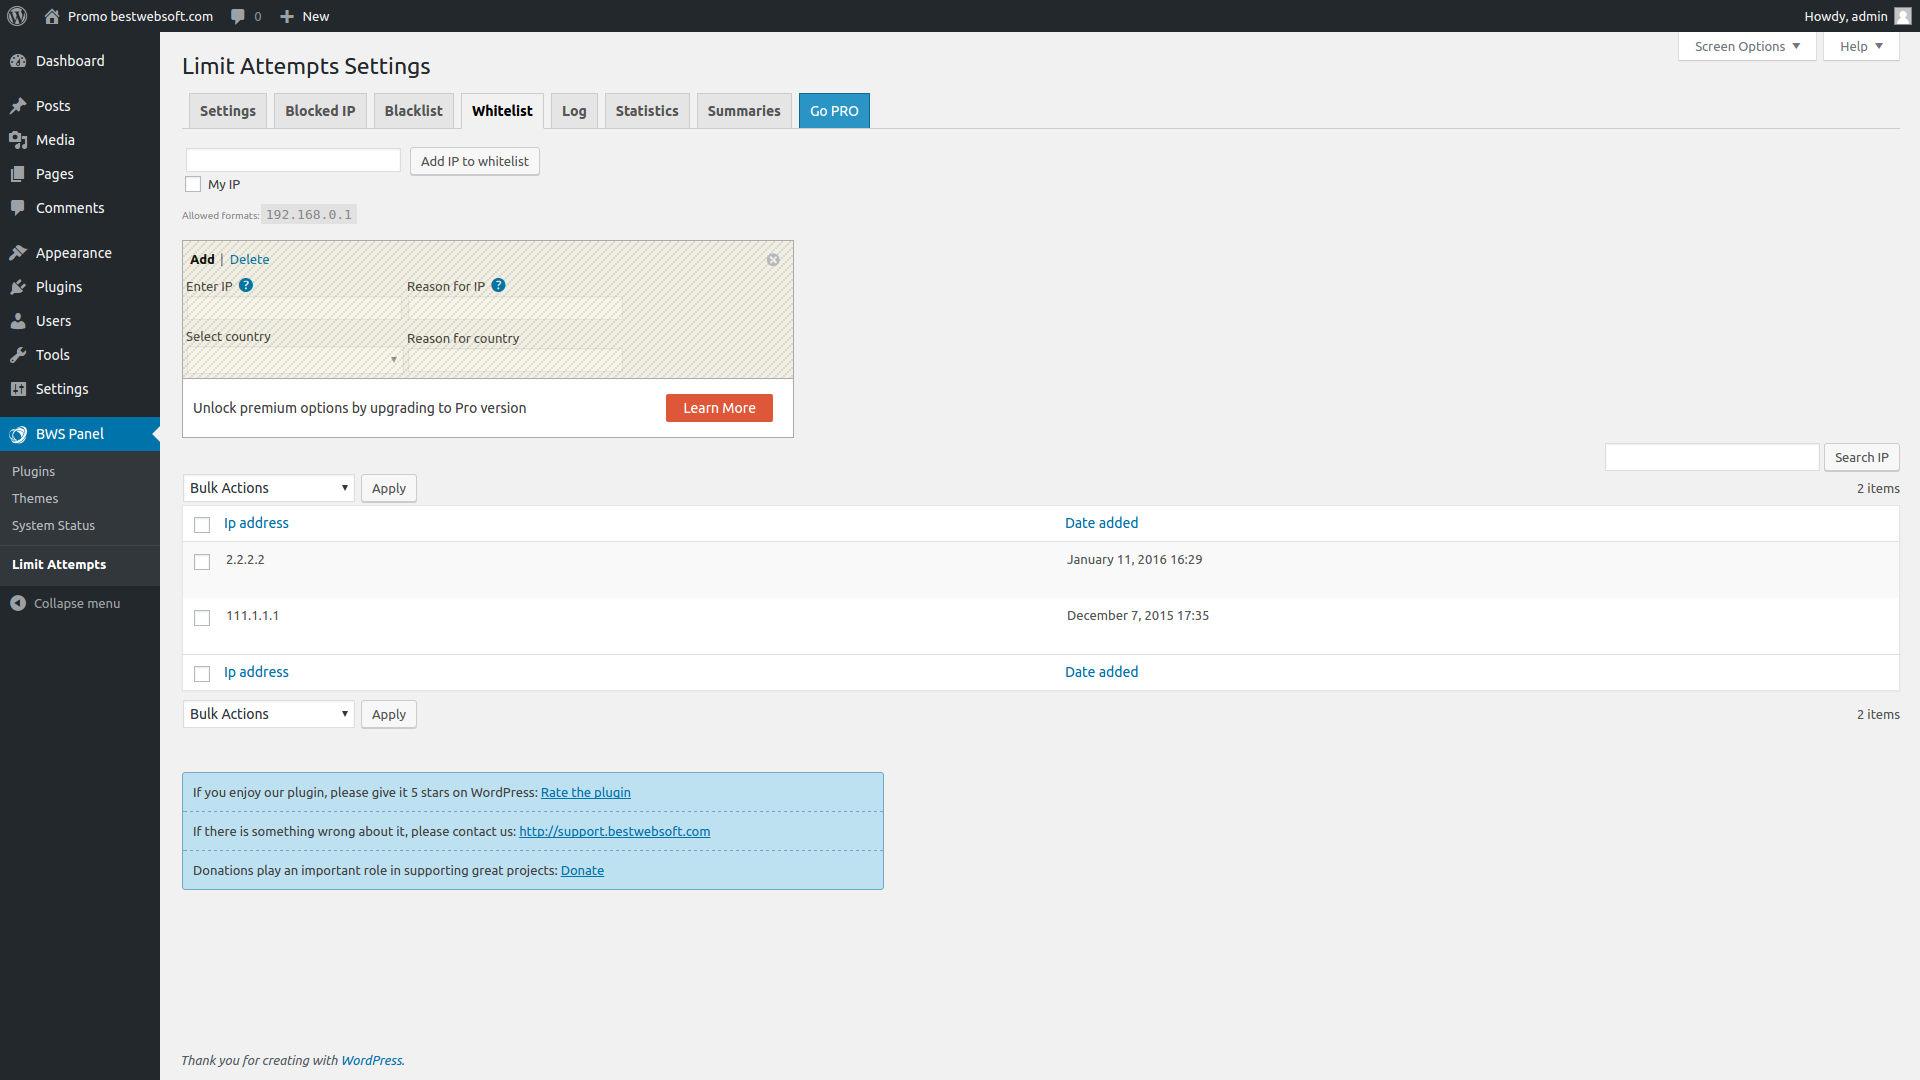 Promo bestwebsoft.com 0 New Howdy, admin
Screen Options Help
Dashboard
Posts
Media
Pages
Comments
Appearance
Plugins
Users
Tools
Settings
BWS Panel
Plugins
Themes
System Status
Limit Attempts
Collapse menu
Limit Attempts Settings
Settings Blocked IP Blacklist Whitelist Log Statistics Summaries Go PRO
Add IP to whitelist
My IP
Allowed formats: 192.168.0.1
Add | Delete
Enter IP ? Reason for IP ?
Select country Reason for country
Unlock premium options by upgrading to Pro version Learn More
Search IP
Bulk Actions Apply 2 items
Ip address Date added
2.2.2.2 January 11, 2016 16:29
111.1.1.1 December 7, 2015 17:35
Ip address Date added
Bulk Actions Apply 2 items
If you enjoy our plugin, please give it 5 stars on WordPress: Rate the plugin
If there is something wrong about it, please contact us: http://support.bestwebsoft.com
Donations play an important role in supporting great projects: Donate
Thank you for creating with WordPress.